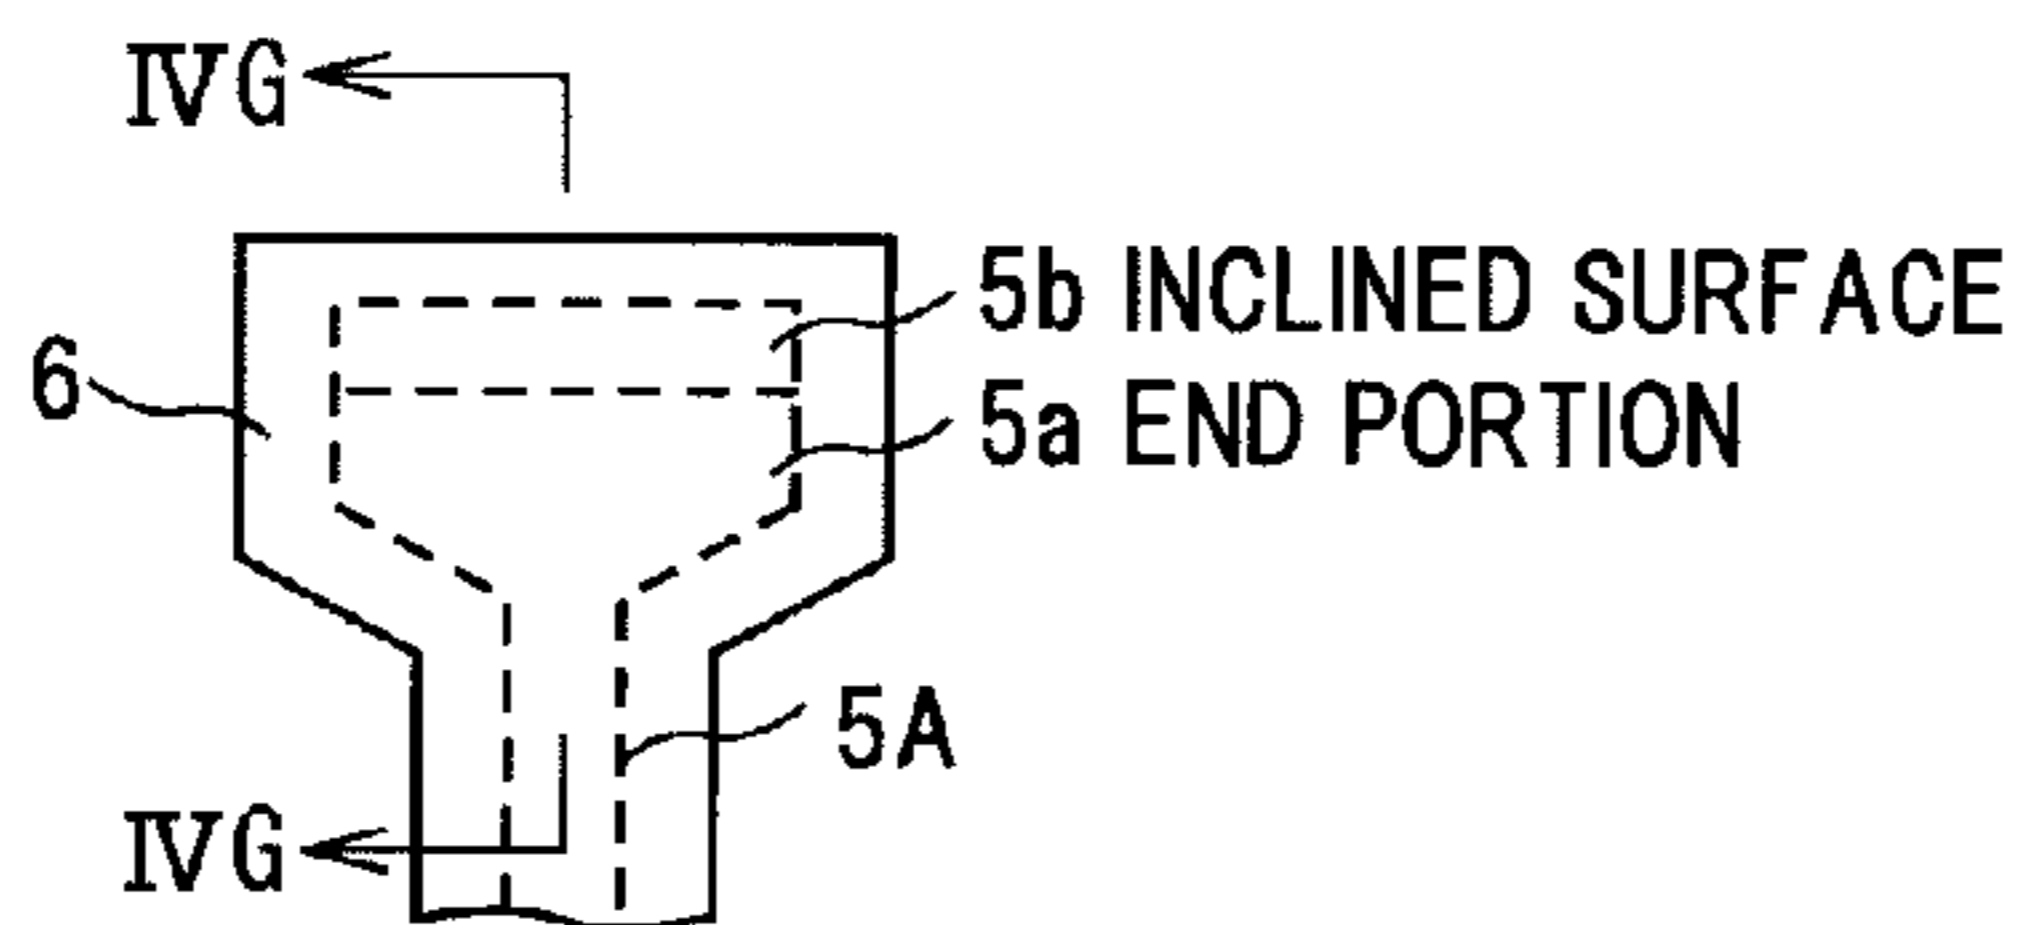 ⅣG
5b INCLINED SURFACE
6
5a END PORTION
5A
ⅣG